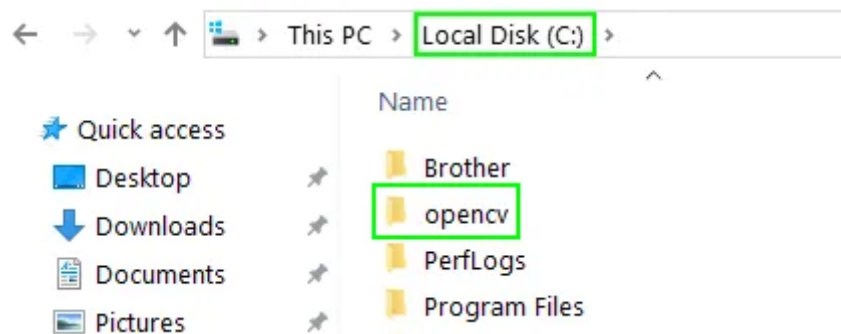 This PC > Local Disk (C:) >
Name
Quick access
Desktop
Downloads
Documents
Pictures
Brother
opencv
PerfLogs
Program Files